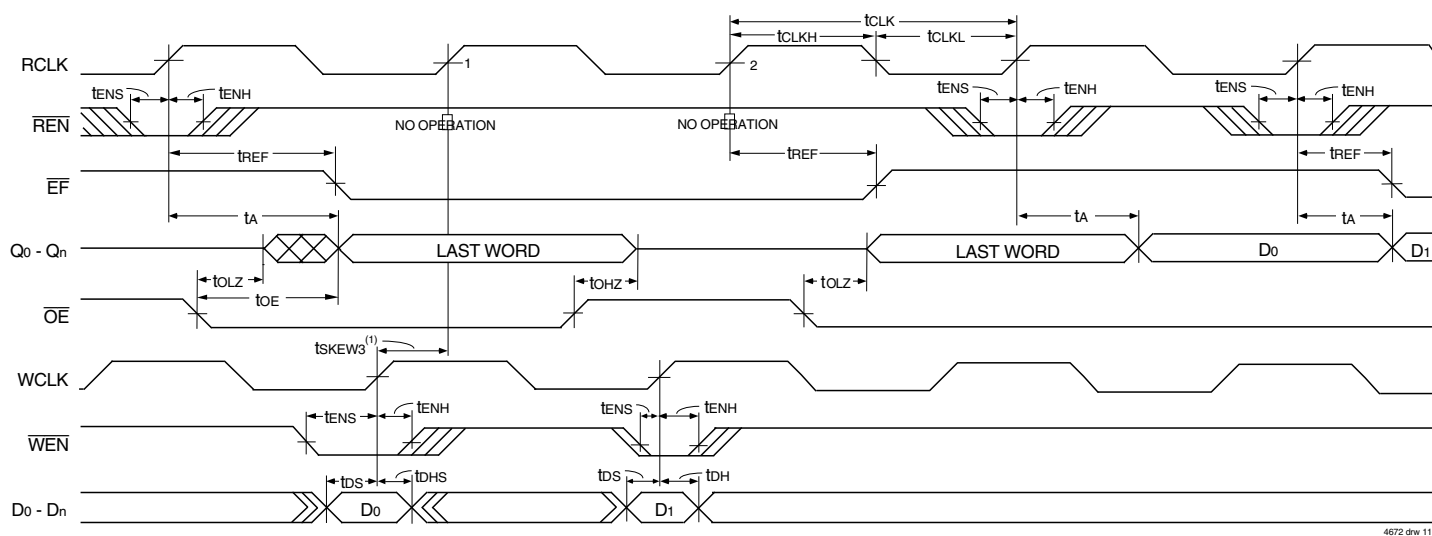 tCLK
tCLKH tCLKL
RCLK 1 2
tENS tENH tENS tENH tENS tENH
REN NO OPERATION NO OPERATION
tREF tREF tREF
EF
tA tA tA
Q0 - Qn LAST WORD LAST WORD D0 D1
tOLZ tOHZ tOLZ
tOE
OE
tSKEW3(1)
WCLK
tENS tENH tENS tENH
WEN
tDS tDHS tDS tDH
D0 - Dn D0 D1
4672 drw 11